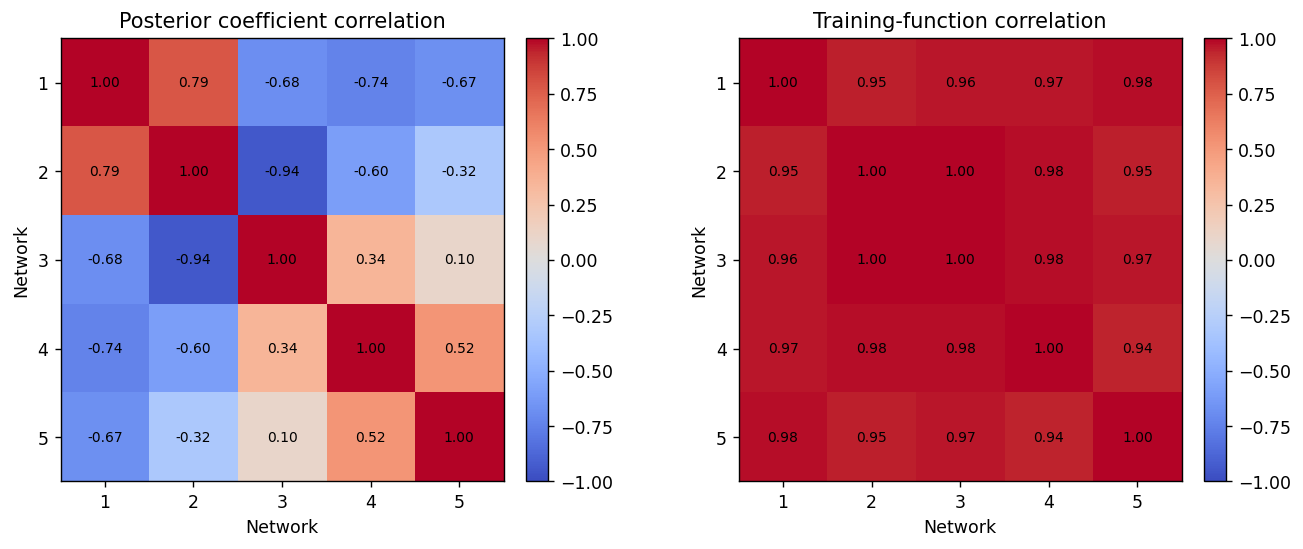 Posterior coefficient correlation
1.00 0.79 -0.68 -0.74 -0.67
0.79 1.00 -0.94 -0.60 -0.32
-0.68 -0.94 1.00 0.34 0.10
-0.74 -0.60 0.34 1.00 0.52
-0.67 -0.32 0.10 0.52 1.00
1
2
3
4
5
Network
1 2 3 4 5
Network
1.00
0.75
0.50
0.25
0.00
−0.25
−0.50
−0.75
−1.00
Training-function correlation
1.00 0.95 0.96 0.97 0.98
0.95 1.00 1.00 0.98 0.95
0.96 1.00 1.00 0.98 0.97
0.97 0.98 0.98 1.00 0.94
0.98 0.95 0.97 0.94 1.00
1
2
3
4
5
Network
1 2 3 4 5
Network
1.00
0.75
0.50
0.25
0.00
−0.25
−0.50
−0.75
−1.00